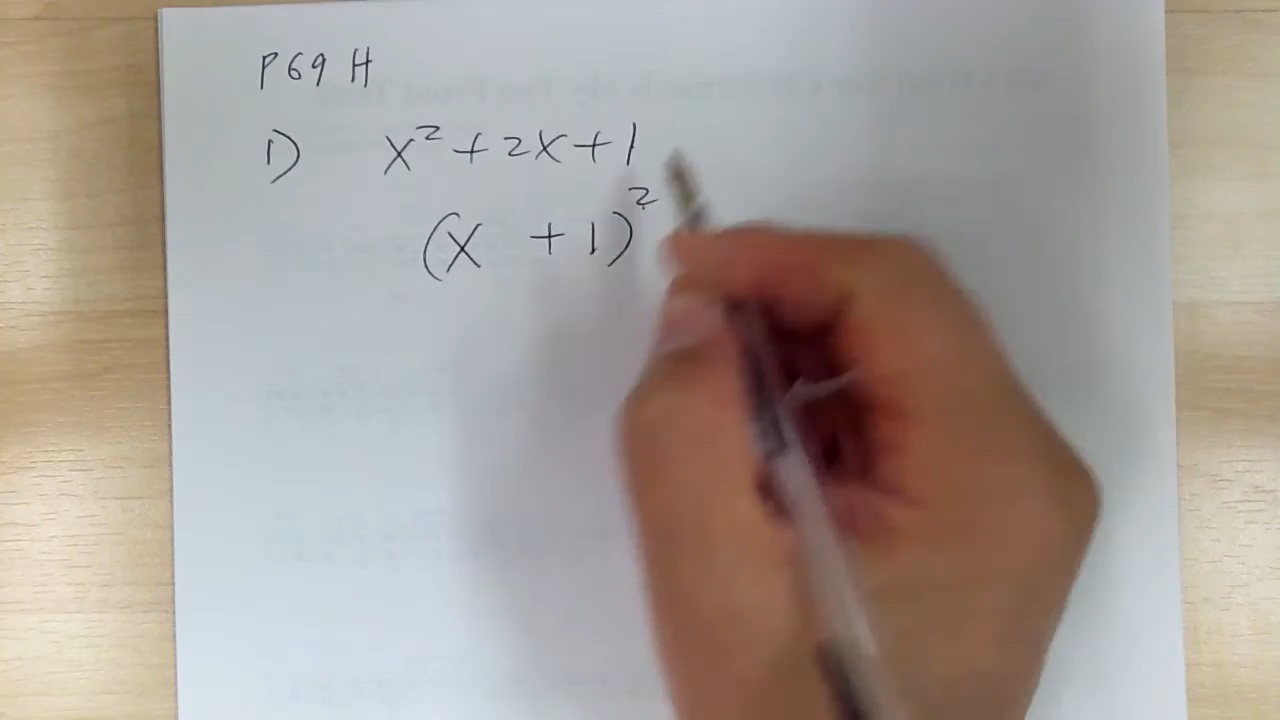 P69 H
1) x² + 2x + 1
(x + 1)²